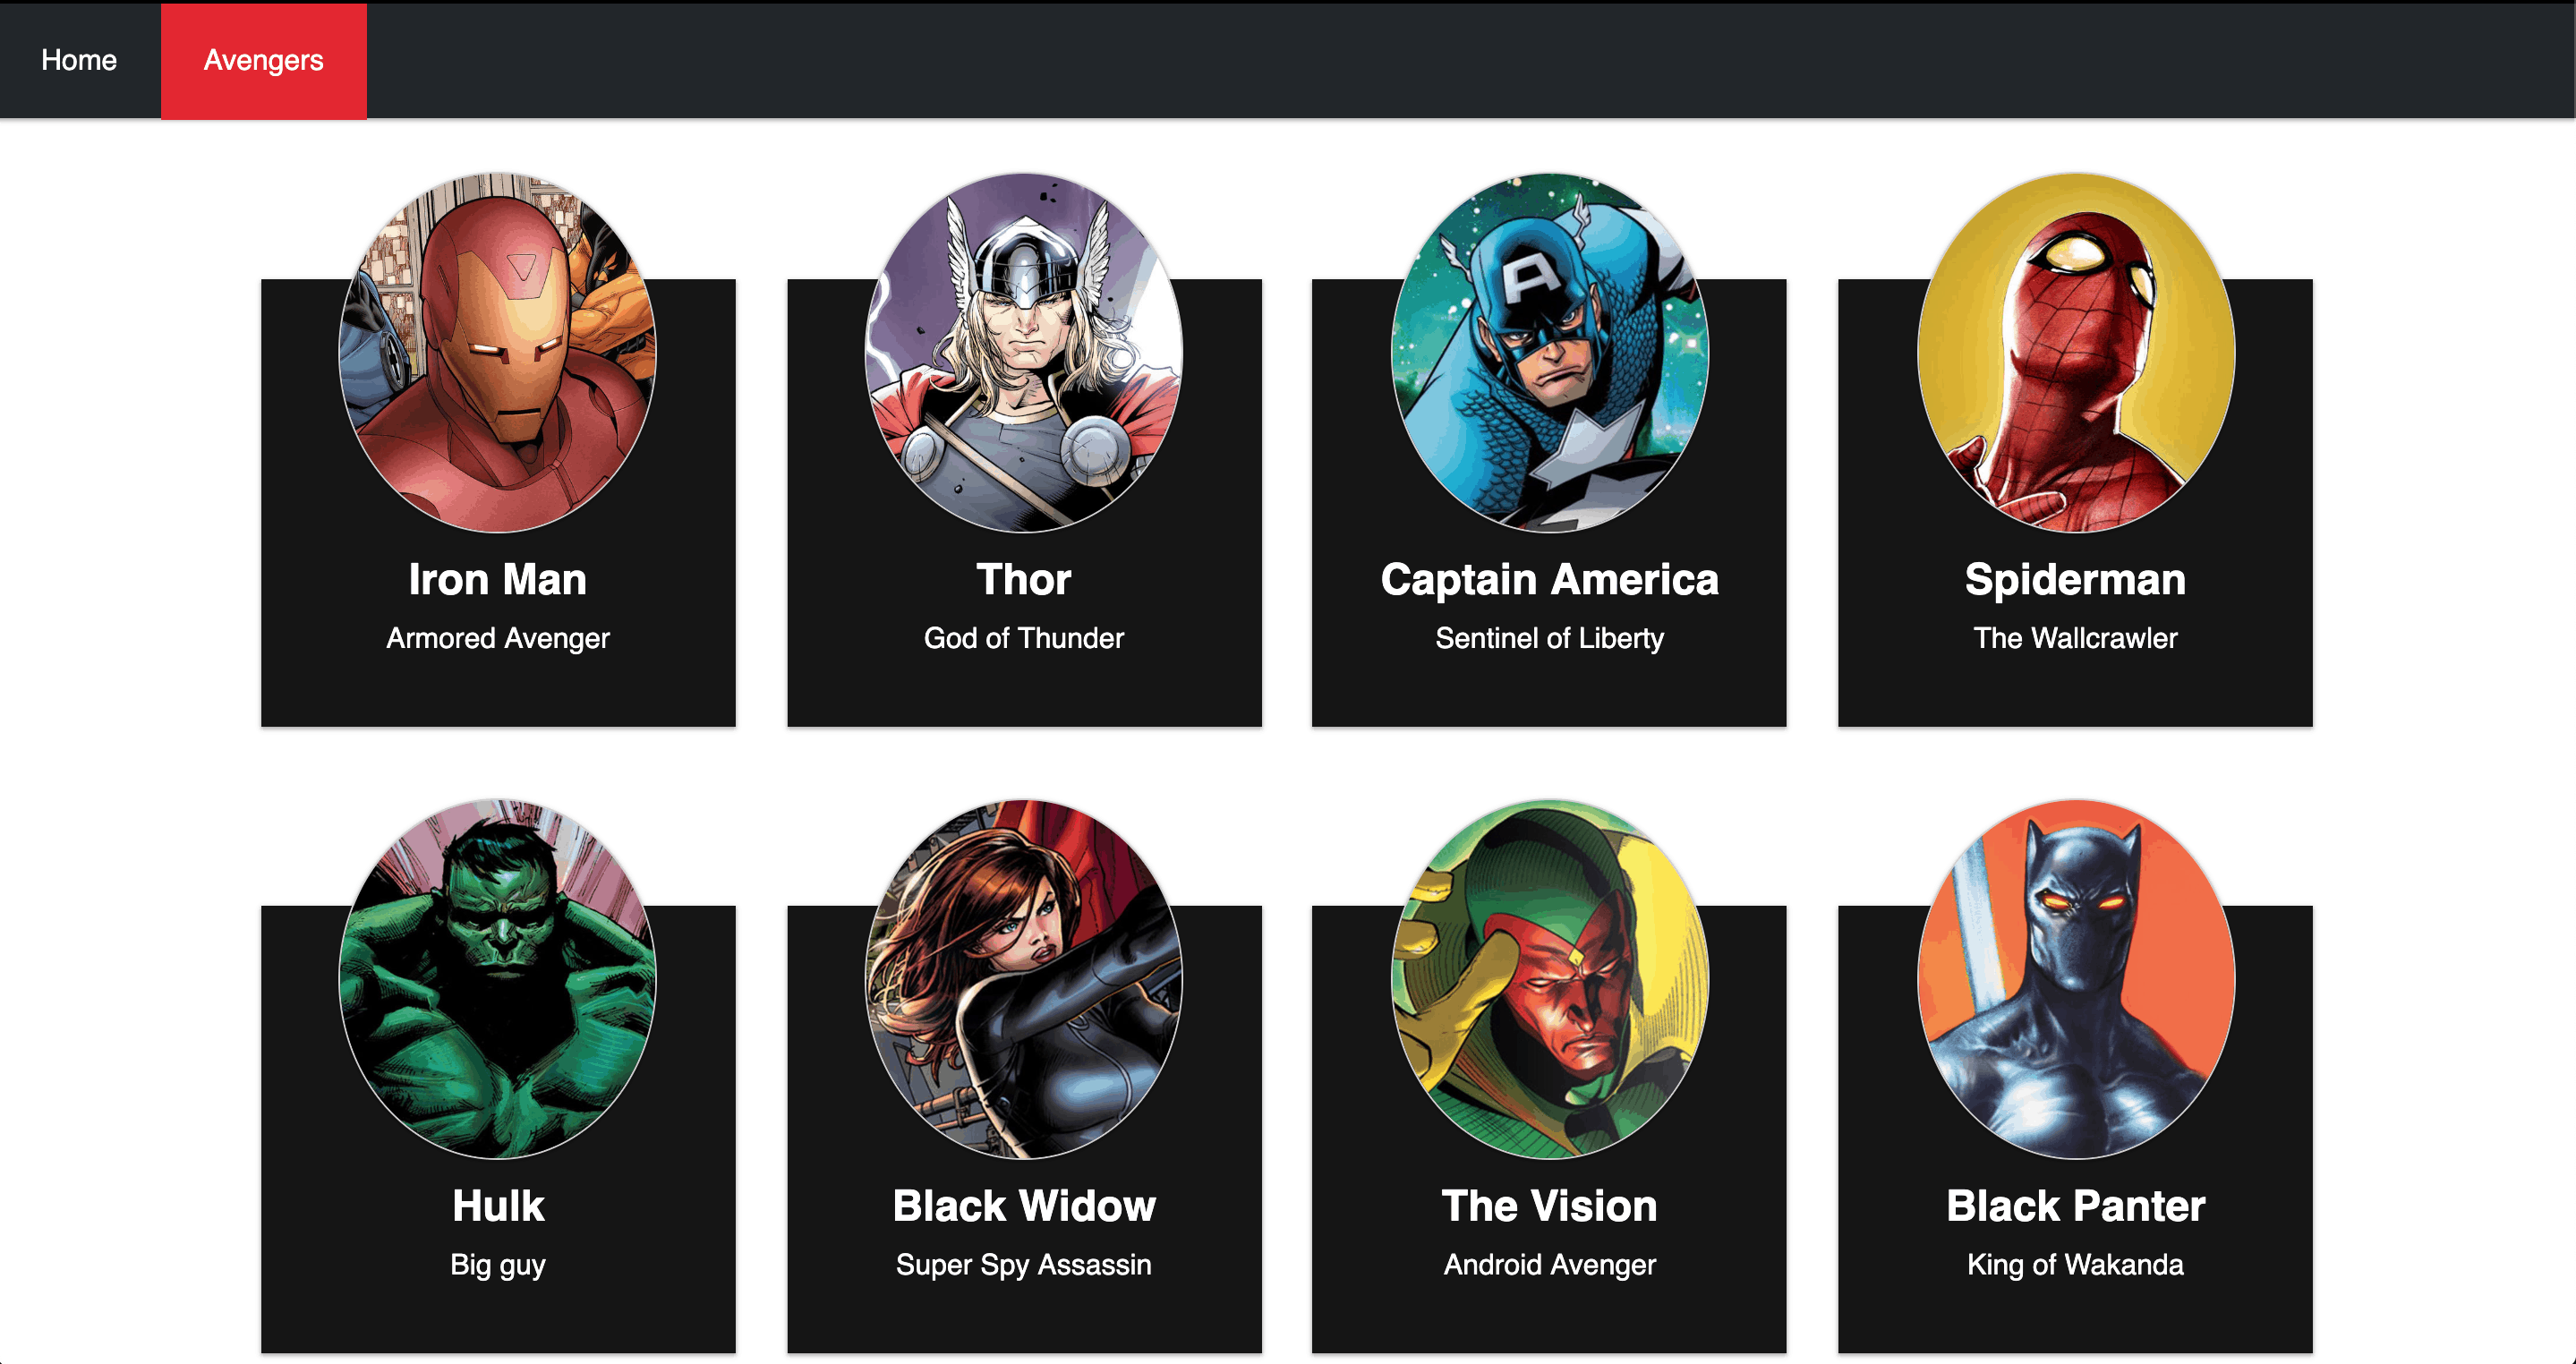 Home
Avengers
A
Iron Man
Armored Avenger
Thor
God of Thunder
Captain America
Sentinel of Liberty
Spiderman
The Wallcrawler
Hulk
Big guy
Black Widow
Super Spy Assassin
The Vision
Android Avenger
Black Panter
King of Wakanda